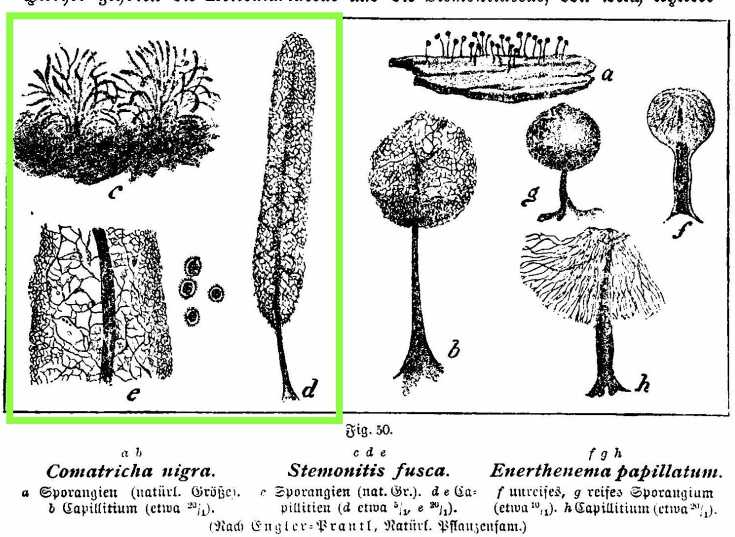 a
c
g
f
b
e
d
h
Fig. 50.
a b
c d e
f g h
Comatricha nigra.
Stemonitis fusca.
Enerthenema papillatum.
a Sporangien (natürl. Größe).
b Capillitium (etwa 20/1).
c Sporangien (nat. Gr.). d e Ca-
pillitien (d etwa 5/1, e 20/1).
f unreifes, g reifes Sporangium
(etwa 10/1). h Capillitium (etwa 20/1).
(Nach Engler-Prantl, Natürl. Pflanzenfam.)